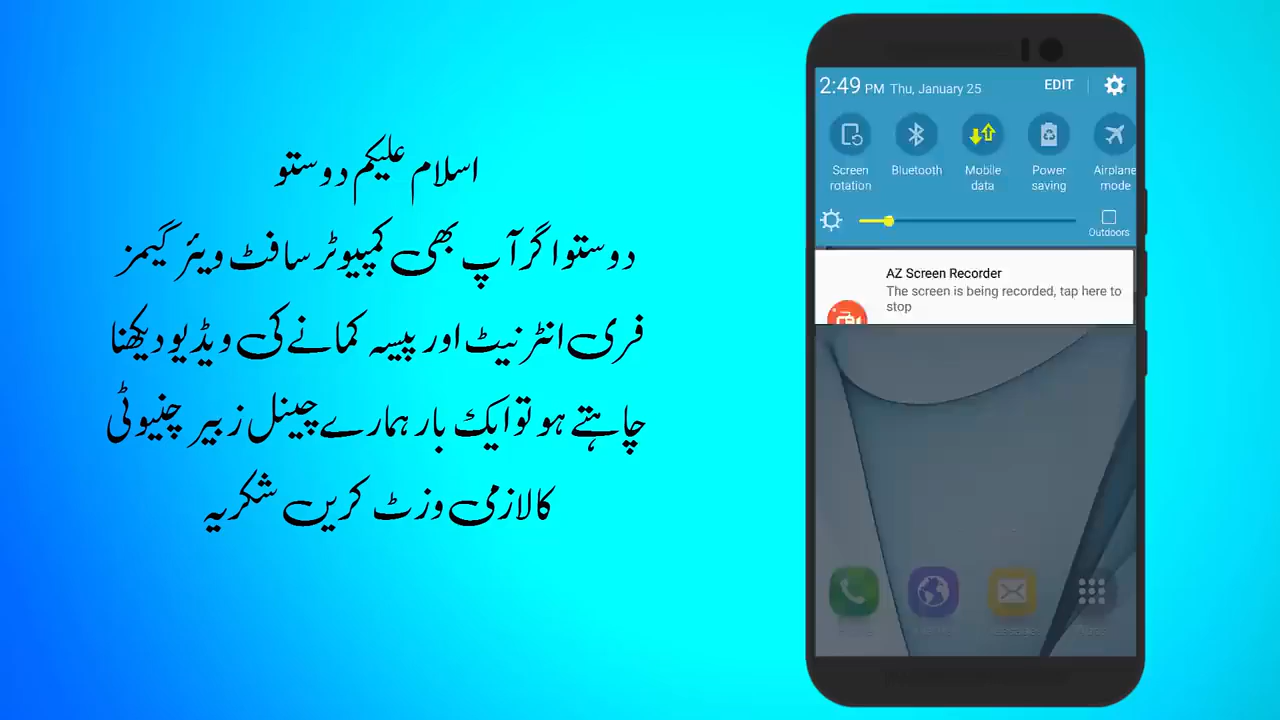 اسلام علیکم دوستو
دوستو اگر آپ بھی کمپیوٹر سافٹ ویئر گیمز
فری انٹرنیٹ اور پیسہ کمانے کی ویڈیو دیکھنا
چاہتے ہو تو ایک بار ہمارے چینل زبیر چنیوٹی
کا لازمی وزٹ کریں شکریہ
2:49 PM Thu, January 25 EDIT
Screen rotation
Bluetooth
Mobile data
Power saving
Airplane mode
Outdoors
AZ Screen Recorder
The screen is being recorded, tap here to
stop